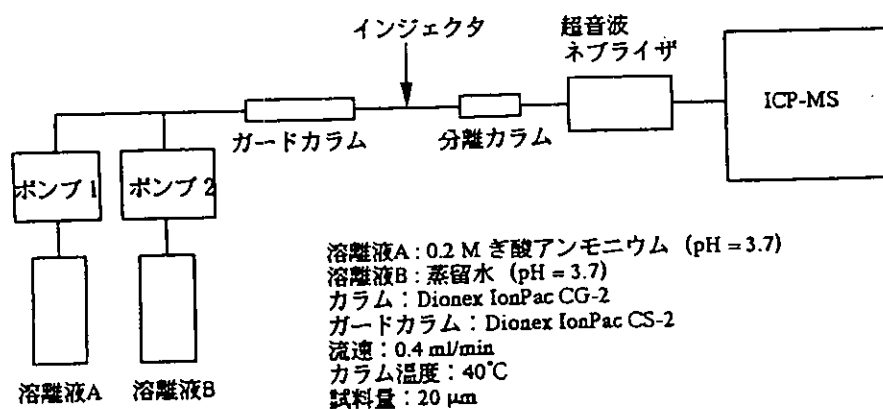 インジェクタ
超音波
ネブライザ
ICP-MS
ガードカラム
分離カラム
ポンプ 1
ポンプ 2
溶離液A : 0.2 M ぎ酸アンモニウム (pH = 3.7)
溶離液B : 蒸留水 (pH = 3.7)
カラム : Dionex IonPac CG-2
ガードカラム : Dionex IonPac CS-2
流速 : 0.4 ml/min
カラム温度 : 40°C
試料量 : 20 μm
溶離液A
溶離液B